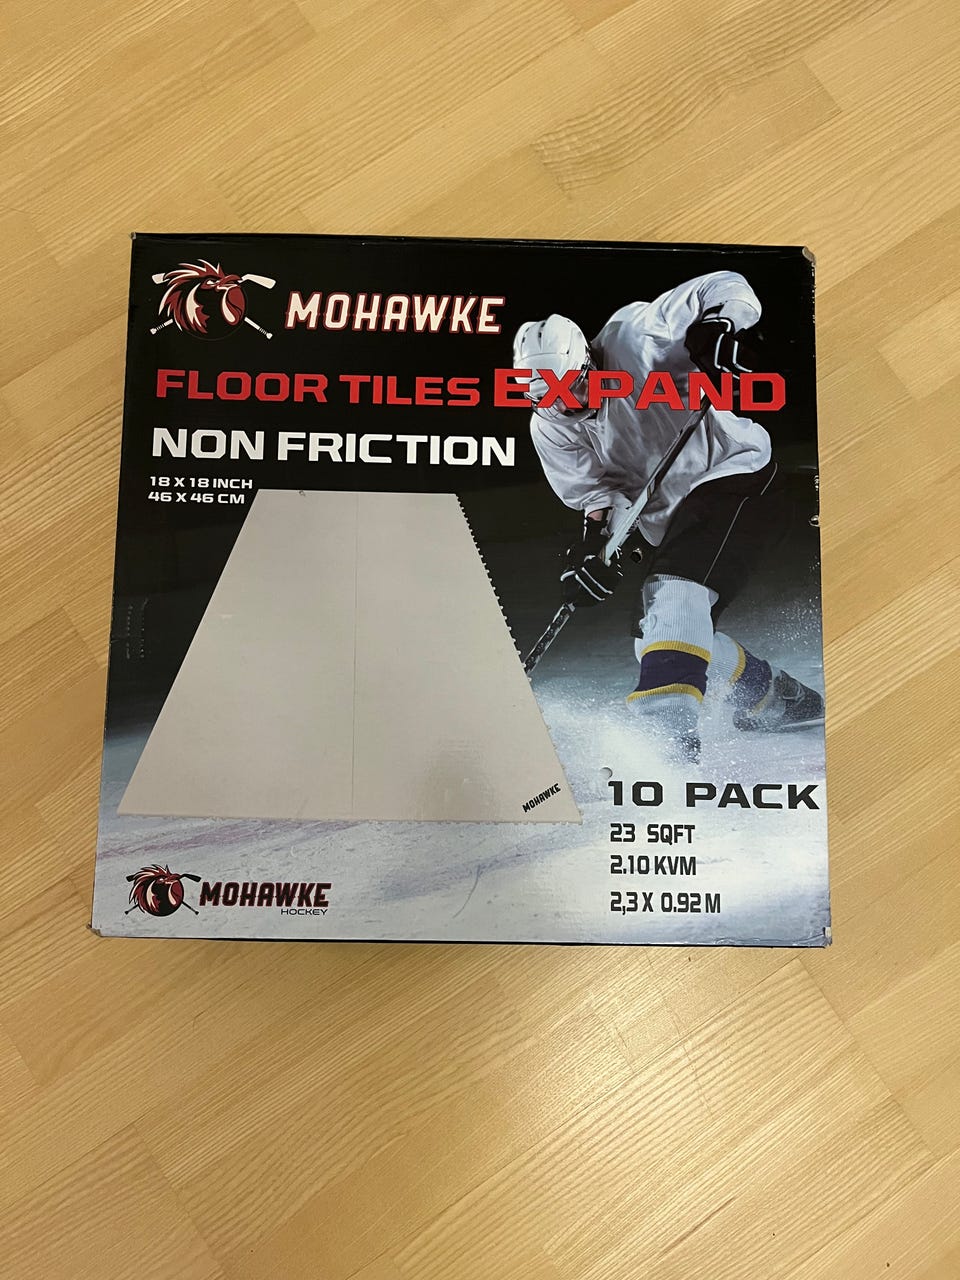 MOHAWKE
FLOOR TILES EXPAND
NON FRICTION
18 X 18 INCH
46 X 46 CM
MOHAWKE
10 PACK
23 SQFT
2.10 KVM
2,3 X 0.92 M
MOHAWKE
HOCKEY